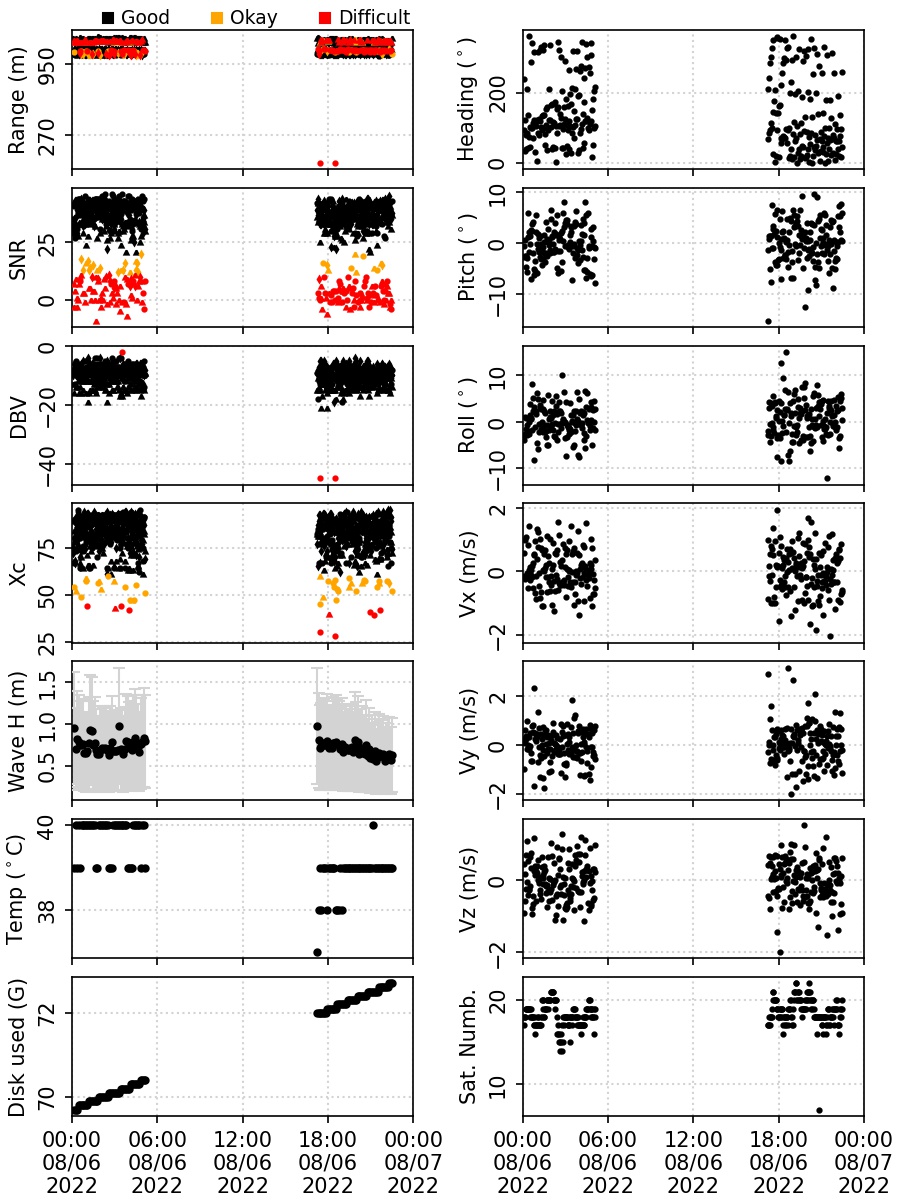 Good Okay Difficult
Range (m)
950
270
Heading (°)
200
0
SNR
25
0
Pitch (°)
10
0
−10
DBV
0
−20
−40
Roll (°)
10
0
−10
Xc
75
50
25
Vx (m/s)
2
0
−2
Wave H (m)
1.5
1.0
0.5
Vy (m/s)
2
0
−2
Temp (°C)
40
38
Vz (m/s)
0
−2
Disk used (G)
72
70
Sat. Numb.
20
10
00:00 06:00 12:00 18:00 00:00
08/06 08/06 08/06 08/06 08/07
2022 2022 2022 2022 2022
00:00 06:00 12:00 18:00 00:00
08/06 08/06 08/06 08/06 08/07
2022 2022 2022 2022 2022